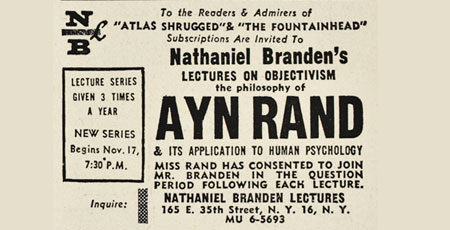 NBL
To the Readers & Admirers of
"ATLAS SHRUGGED" & "THE FOUNTAINHEAD"
Subscriptions Are Invited To
Nathaniel Branden's
LECTURES ON OBJECTIVISM
the philosophy of
AYN RAND
& ITS APPLICATION TO HUMAN PSYCHOLOGY
LECTURE SERIES
GIVEN 3 TIMES
A YEAR
NEW SERIES
Begins Nov. 17,
7:30 P.M.
MISS RAND HAS CONSENTED TO JOIN
MR. BRANDEN IN THE QUESTION
PERIOD FOLLOWING EACH LECTURE.
Inquire:
NATHANIEL BRANDEN LECTURES
165 E. 35th Street, N. Y. 16, N. Y.
MU 6-5693